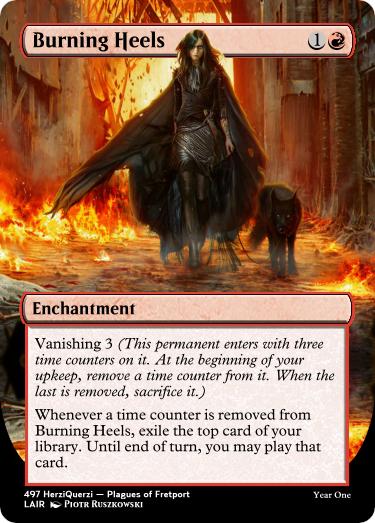 Burning Heels 1
Enchantment
Vanishing 3 (This permanent enters with three
time counters on it. At the beginning of your
upkeep, remove a time counter from it. When the
last is removed, sacrifice it.)
Whenever a time counter is removed from
Burning Heels, exile the top card of your
library. Until end of turn, you may play that
card.
497 HerziQuerzi — Plagues of Fretport
LAIR Piotr Ruszkowski
Year One